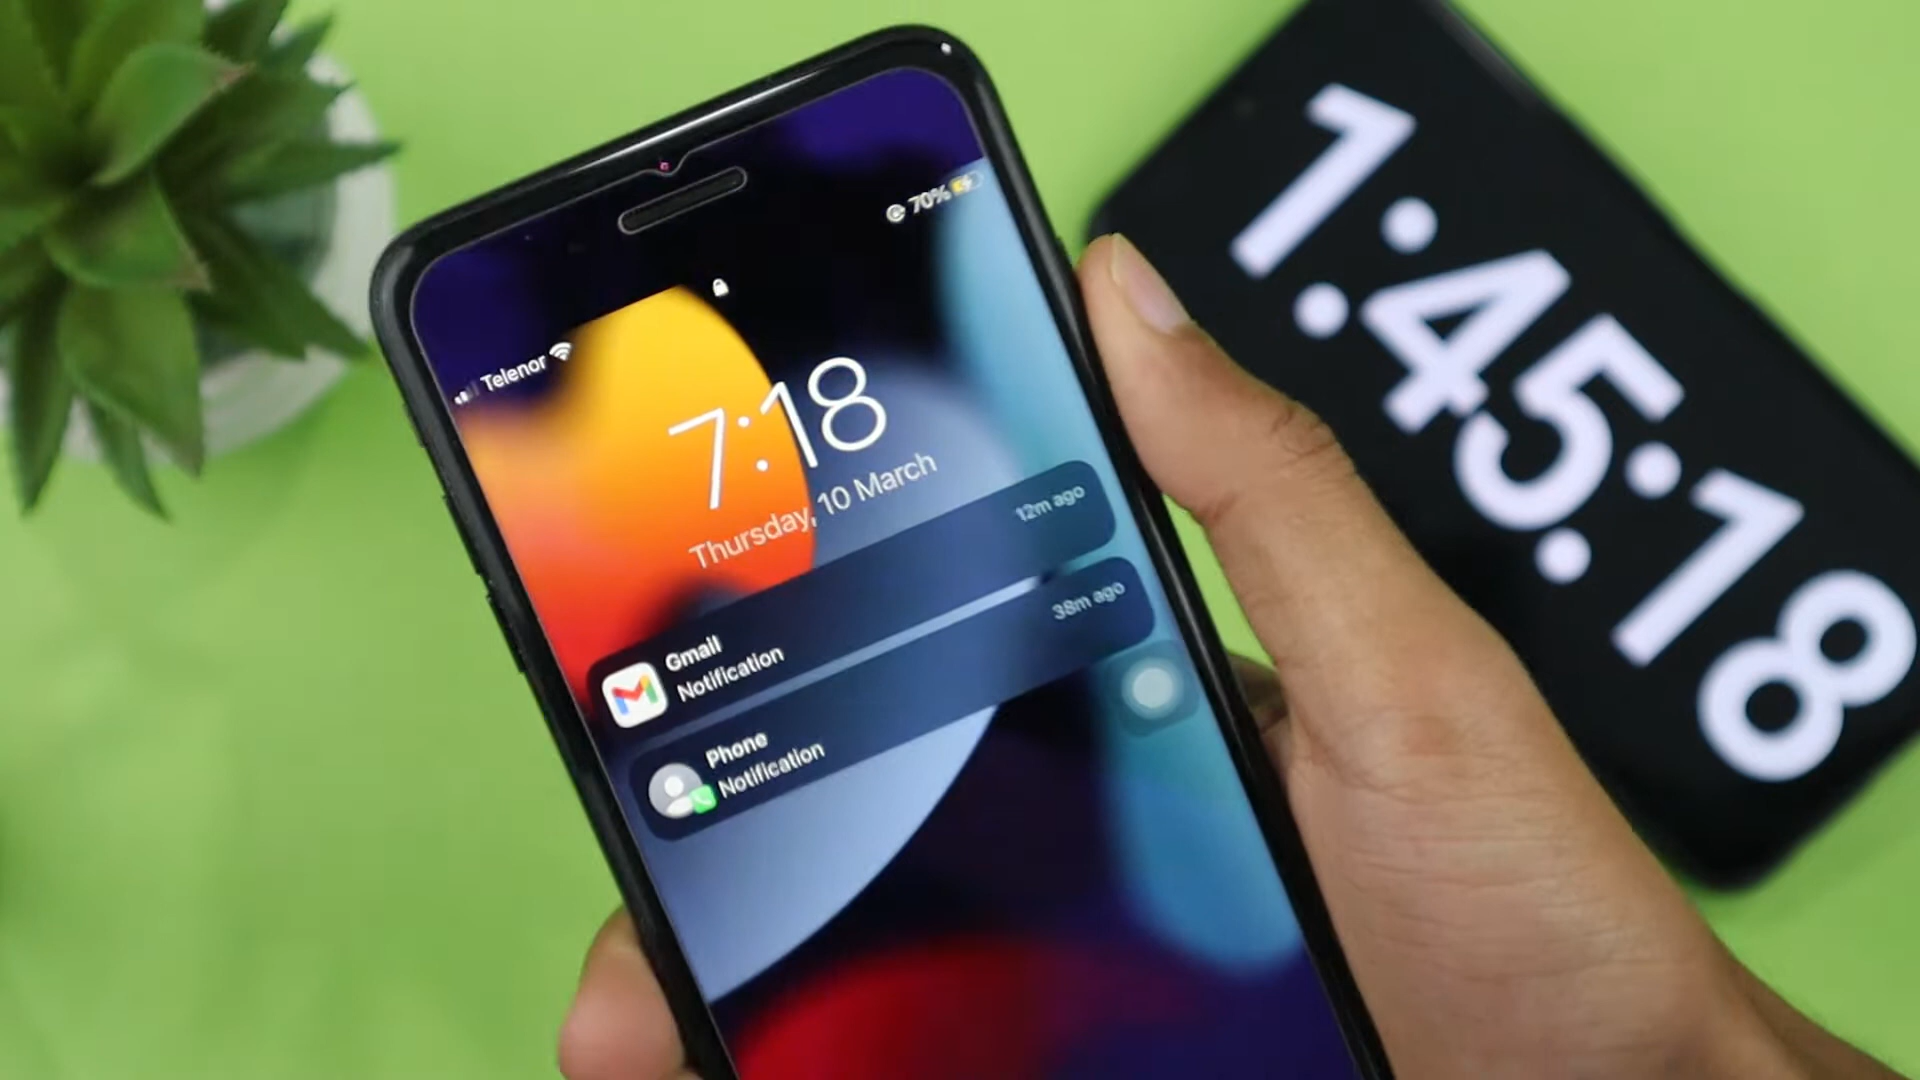 Telenor
70%
7:18
Thursday, 10 March
12m ago
Gmail
Notification
38m ago
Phone
Notification
1:45:18